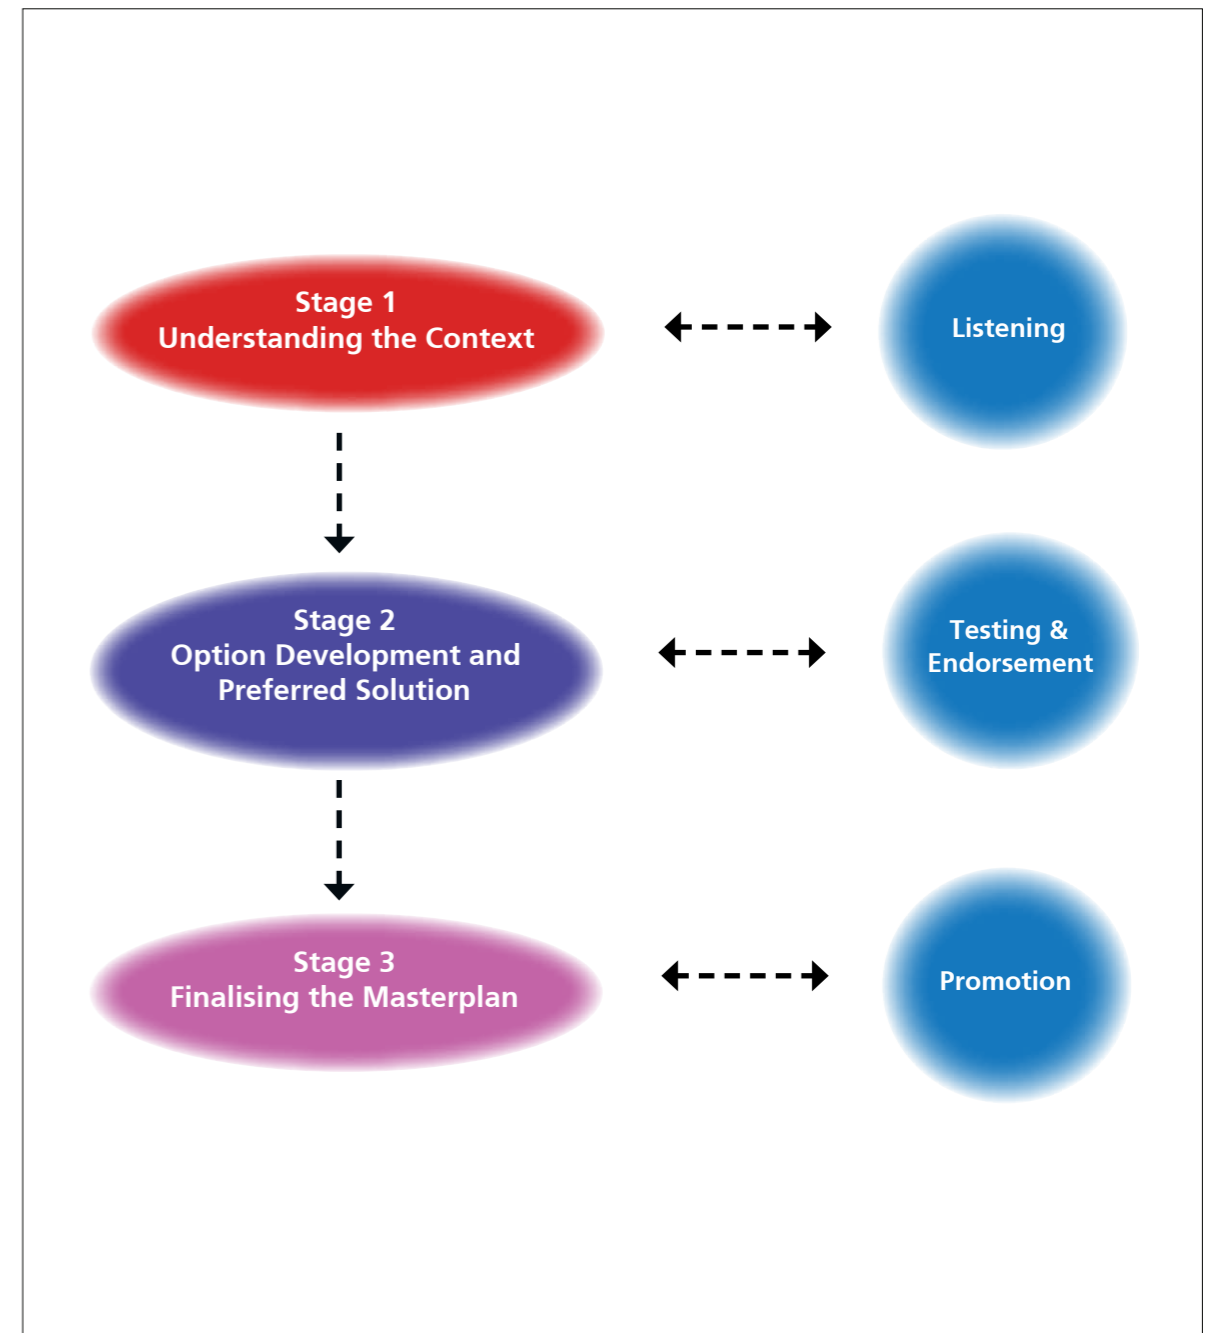 Stage 1
Understanding the Context
Listening
Stage 2
Option Development and
Preferred Solution
Testing &
Endorsement
Stage 3
Finalising the Masterplan
Promotion